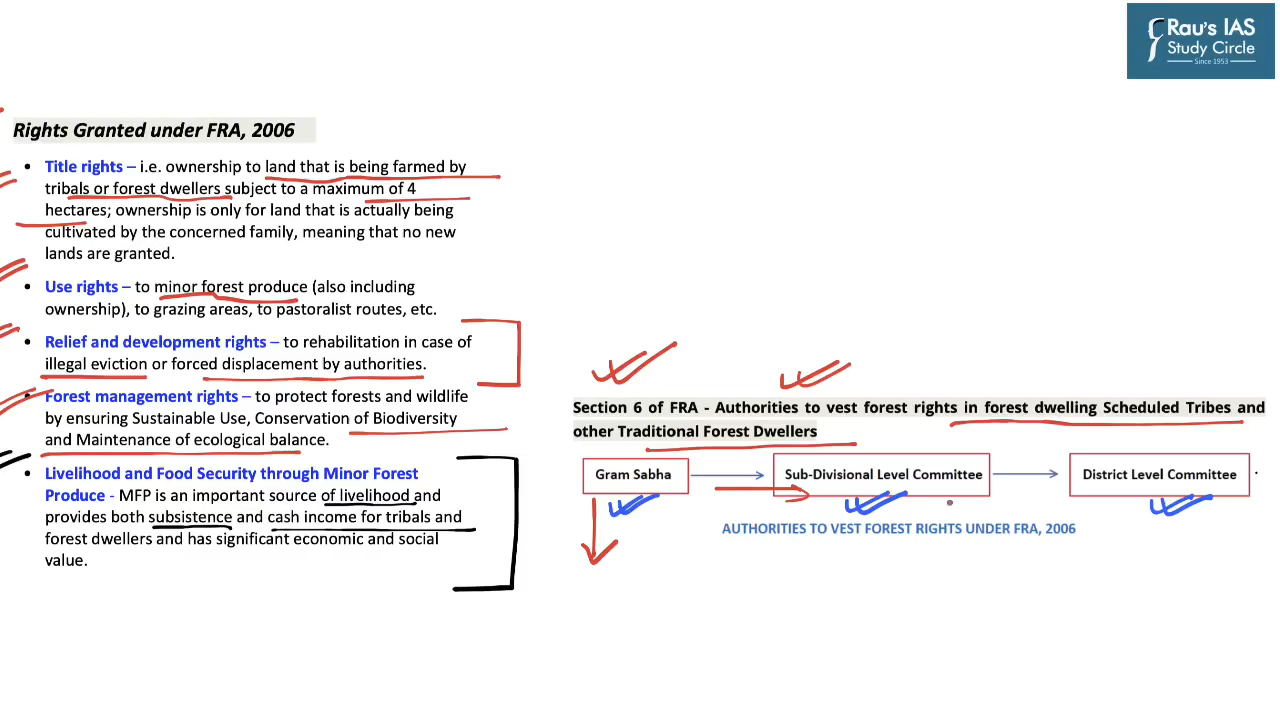 Rau's IAS
Study Circle
Since 1953
Rights Granted under FRA, 2006
• Title rights – i.e. ownership to land that is being farmed by
tribals or forest dwellers subject to a maximum of 4
hectares; ownership is only for land that is actually being
cultivated by the concerned family, meaning that no new
lands are granted.
• Use rights – to minor forest produce (also including
ownership), to grazing areas, to pastoralist routes, etc.
• Relief and development rights – to rehabilitation in case of
illegal eviction or forced displacement by authorities.
• Forest management rights – to protect forests and wildlife
by ensuring Sustainable Use, Conservation of Biodiversity
and Maintenance of ecological balance.
• Livelihood and Food Security through Minor Forest
Produce - MFP is an important source of livelihood and
provides both subsistence and cash income for tribals and
forest dwellers and has significant economic and social
value.
Section 6 of FRA - Authorities to vest forest rights in forest dwelling Scheduled Tribes and
other Traditional Forest Dwellers
Gram Sabha
Sub-Divisional Level Committee
District Level Committee
AUTHORITIES TO VEST FOREST RIGHTS UNDER FRA, 2006